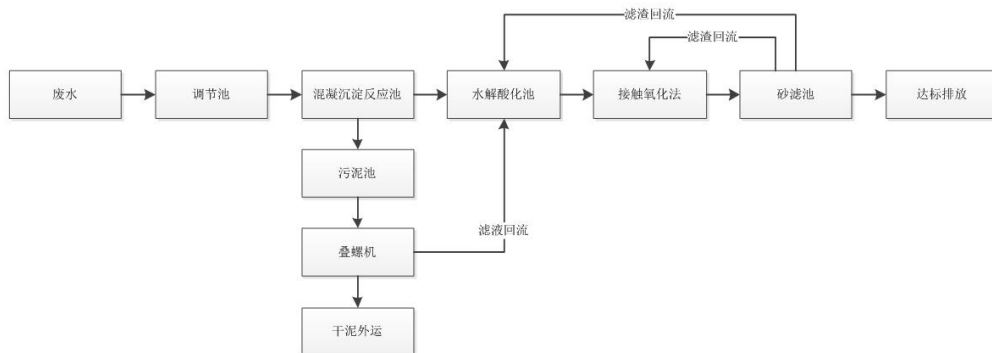 滤渣回流
滤渣回流
废水
调节池
混凝沉淀反应池
水解酸化池
接触氧化法
砂滤池
达标排放
污泥池
滤液回流
叠螺机
干泥外运